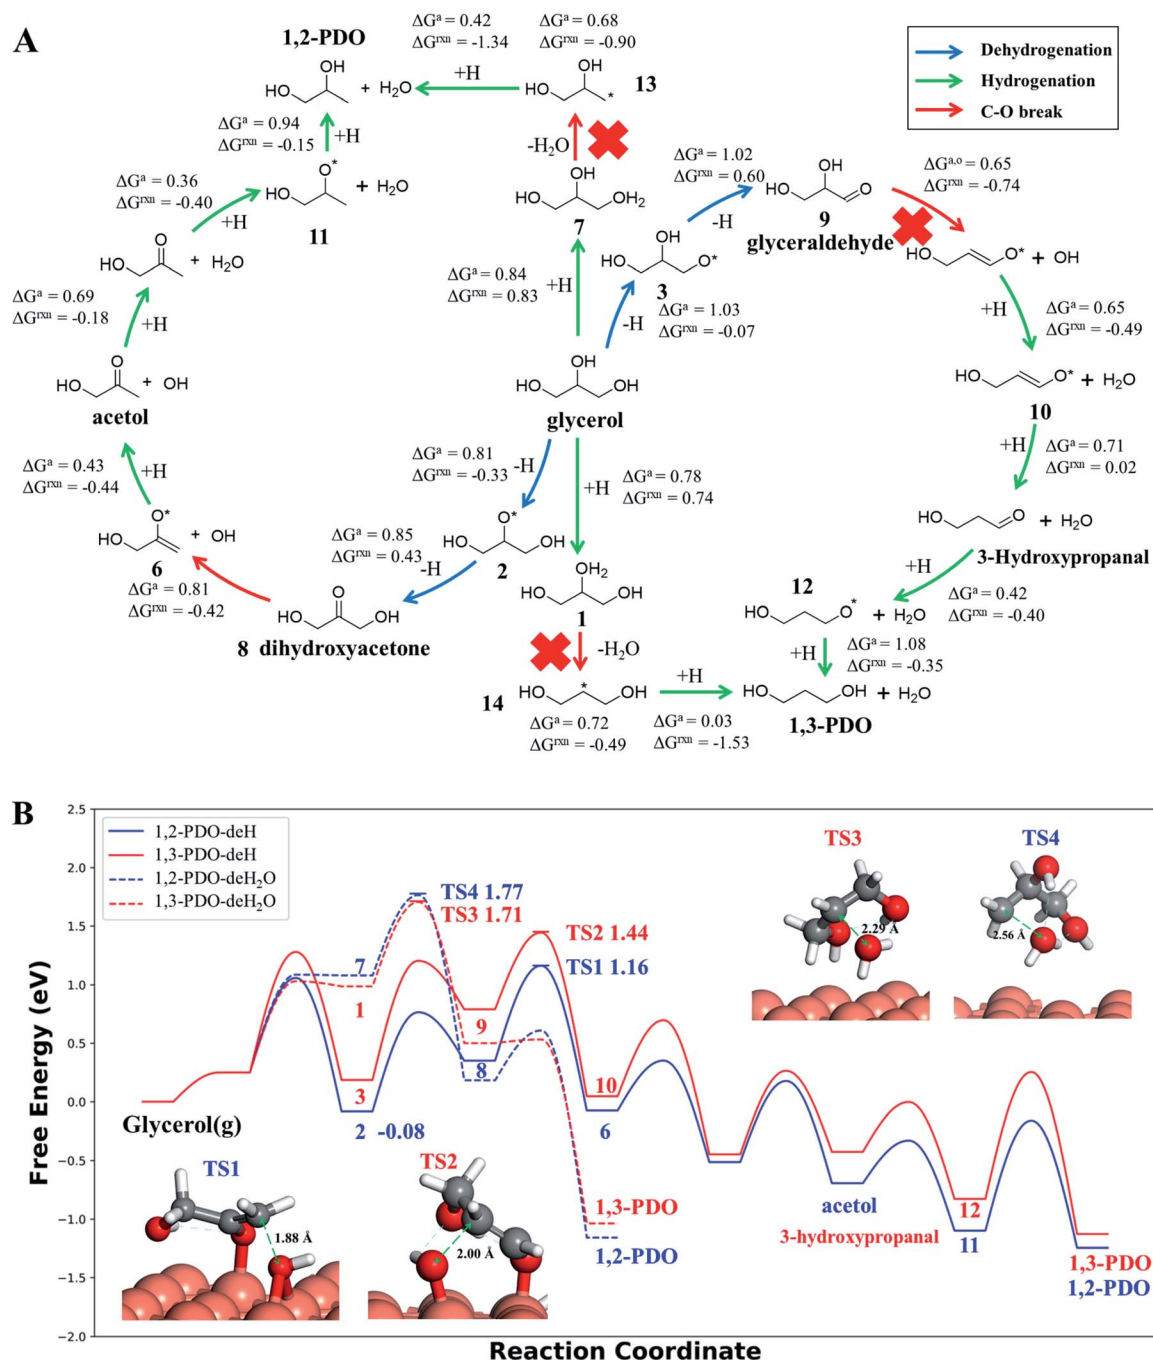 A
1,2-PDO
OH
HO
+ H₂O
+H
ΔGᵃ = 0.42
ΔGʳˣⁿ = -1.34
ΔGᵃ = 0.68
ΔGʳˣⁿ = -0.90
OH
HO
*
13
Dehydrogenation
Hydrogenation
C-O break
ΔGᵃ = 0.94
ΔGʳˣⁿ = -0.15
+H
-H₂O
ΔGᵃ = 1.02
ΔGʳˣⁿ = 0.60
-H
OH
HO
O
9
glyceraldehyde
ΔGᵃ,ᵒ = 0.65
ΔGʳˣⁿ = -0.74
ΔGᵃ = 0.36
ΔGʳˣⁿ = -0.40
+H
O*
HO
+ H₂O
11
OH
HO
OH₂
7
OH
HO
O*
3
HO
O* + OH
O
HO
+ H₂O
ΔGᵃ = 0.69
ΔGʳˣⁿ = -0.18
+H
ΔGᵃ = 0.84
ΔGʳˣⁿ = 0.83
+H
-H
ΔGᵃ = 1.03
ΔGʳˣⁿ = -0.07
+H
ΔGᵃ = 0.65
ΔGʳˣⁿ = -0.49
O
HO
+ OH
acetol
OH
HO
OH
glycerol
HO
O* + H₂O
10
ΔGᵃ = 0.43
ΔGʳˣⁿ = -0.44
+H
ΔGᵃ = 0.81
ΔGʳˣⁿ = -0.33
-H
+H
ΔGᵃ = 0.78
ΔGʳˣⁿ = 0.74
+H
ΔGᵃ = 0.71
ΔGʳˣⁿ = 0.02
O*
HO
+ OH
6
ΔGᵃ = 0.85
ΔGʳˣⁿ = 0.43
-H
O*
HO
OH
2
HO
O + H₂O
3-Hydroxypropanal
ΔGᵃ = 0.81
ΔGʳˣⁿ = -0.42
O
HO
OH
8 dihydroxyacetone
OH₂
HO
OH
1
-H₂O
12
HO
O* + H₂O
+H
ΔGᵃ = 0.42
ΔGʳˣⁿ = -0.40
+H
ΔGᵃ = 1.08
ΔGʳˣⁿ = -0.35
14
HO
*
OH
+H
HO
OH + H₂O
1,3-PDO
ΔGᵃ = 0.72
ΔGʳˣⁿ = -0.49
ΔGᵃ = 0.03
ΔGʳˣⁿ = -1.53
B
Free Energy (eV)
2.5
2.0
1.5
1.0
0.5
0.0
−0.5
−1.0
−1.5
−2.0
1,2-PDO-deH
1,3-PDO-deH
1,2-PDO-deH₂O
1,3-PDO-deH₂O
TS3
TS4
2.29 Å
2.56 Å
TS4 1.77
TS3 1.71
TS2 1.44
TS1 1.16
7
1
9
8
3
2 -0.08
10
6
Glycerol(g)
TS1
TS2
1.88 Å
2.00 Å
1,3-PDO
1,2-PDO
acetol
3-hydroxypropanal
12
11
1,3-PDO
1,2-PDO
Reaction Coordinate